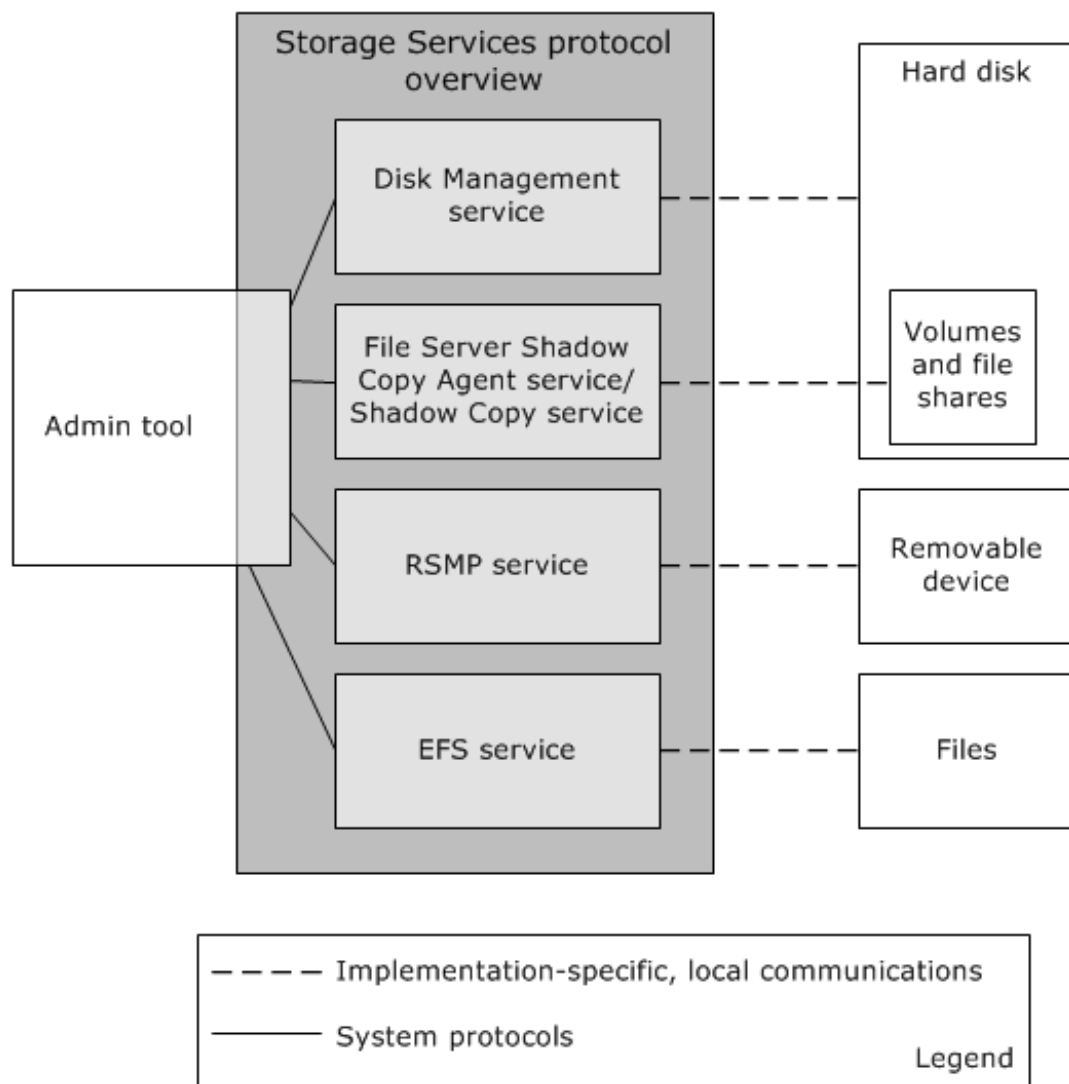 Storage Services protocol
overview
Hard disk
Disk Management
service
File Server Shadow
Copy Agent service/
Shadow Copy service
Volumes
and file
shares
Admin tool
RSMP service
Removable
device
EFS service
Files
Implementation-specific, local communications
System protocols
Legend